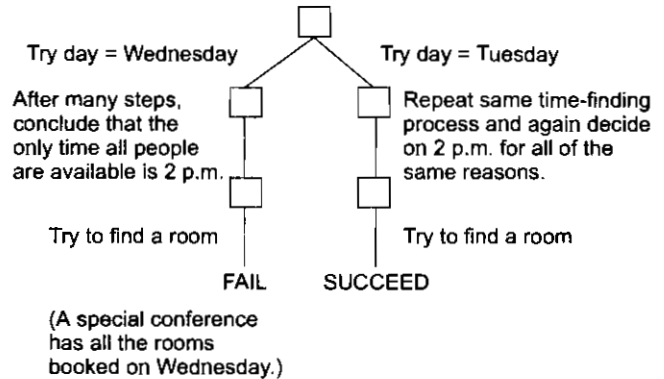 Try day = Wednesday
Try day = Tuesday
After many steps,
conclude that the
only time all people
are available is 2 p.m.
Repeat same time-finding
process and again decide
on 2 p.m. for all of the
same reasons.
Try to find a room
Try to find a room
FAIL
SUCCEED
(A special conference
has all the rooms
booked on Wednesday.)